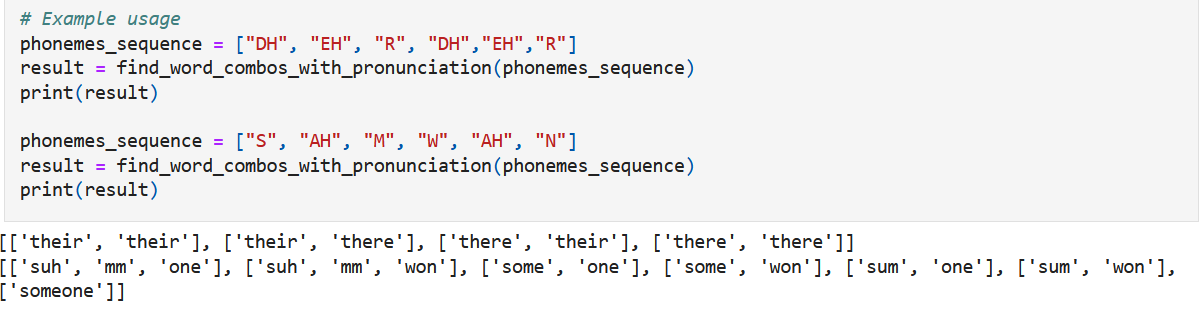 # Example usage
phonemes_sequence = ["DH", "EH", "R", "DH","EH","R"]
result = find_word_combos_with_pronunciation(phonemes_sequence)
print(result)
phonemes_sequence = ["S", "AH", "M", "W", "AH", "N"]
result = find_word_combos_with_pronunciation(phonemes_sequence)
print(result)
[['their', 'their'], ['their', 'there'], ['there', 'their'], ['there', 'there']]
[['suh', 'mm', 'one'], ['suh', 'mm', 'won'], ['some', 'one'], ['some', 'won'], ['sum', 'one'], ['sum', 'won'],
['someone']]